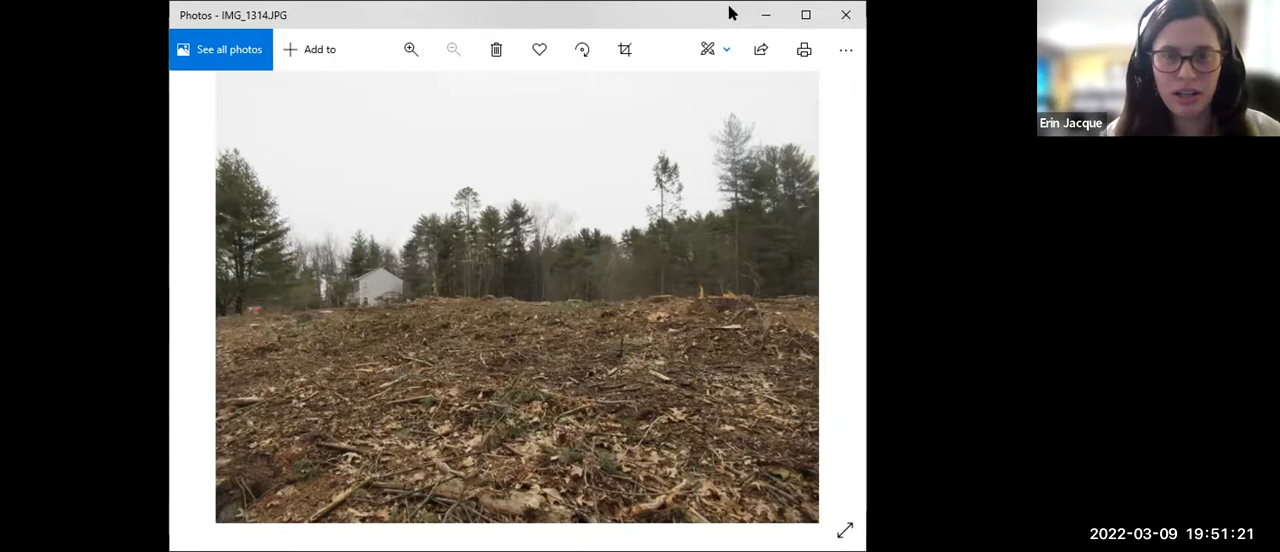 Photos - IMG_1314.JPG
See all photos
Add to
Erin Jacque
2022-03-09 19:51:21